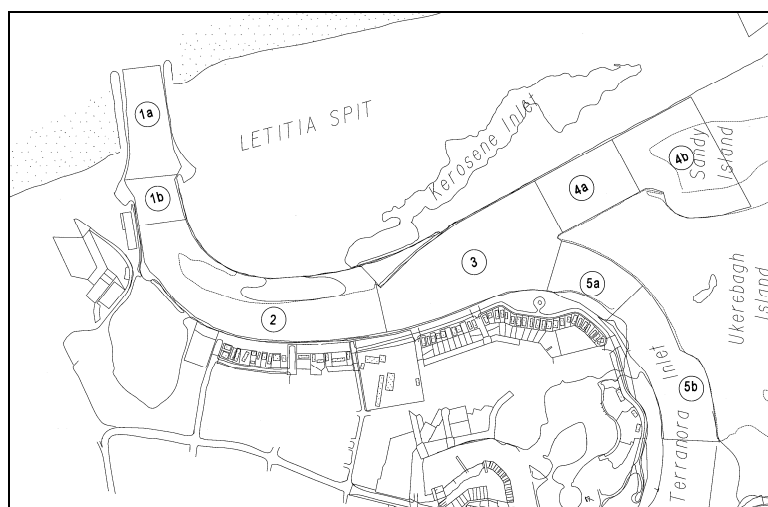 1a
LETITIA SPIT
Kerosene Inlet
4b
Sandy
Island
4a
1b
3
5a
Ukerebagh
Island
2
5b
Terranora Inlet